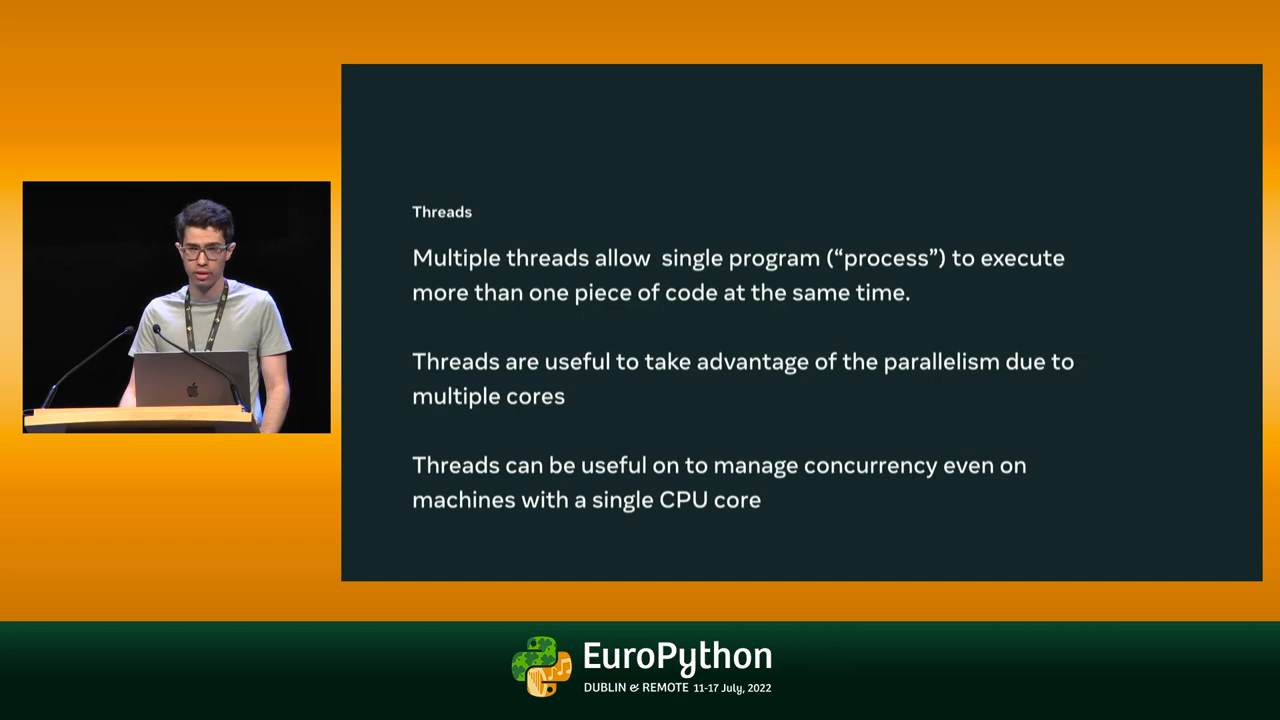 Threads
Multiple threads allow  single program (“process”) to execute
more than one piece of code at the same time.
Threads are useful to take advantage of the parallelism due to
multiple cores
Threads can be useful on to manage concurrency even on
machines with a single CPU core
EuroPython
DUBLIN & REMOTE 11-17 July, 2022